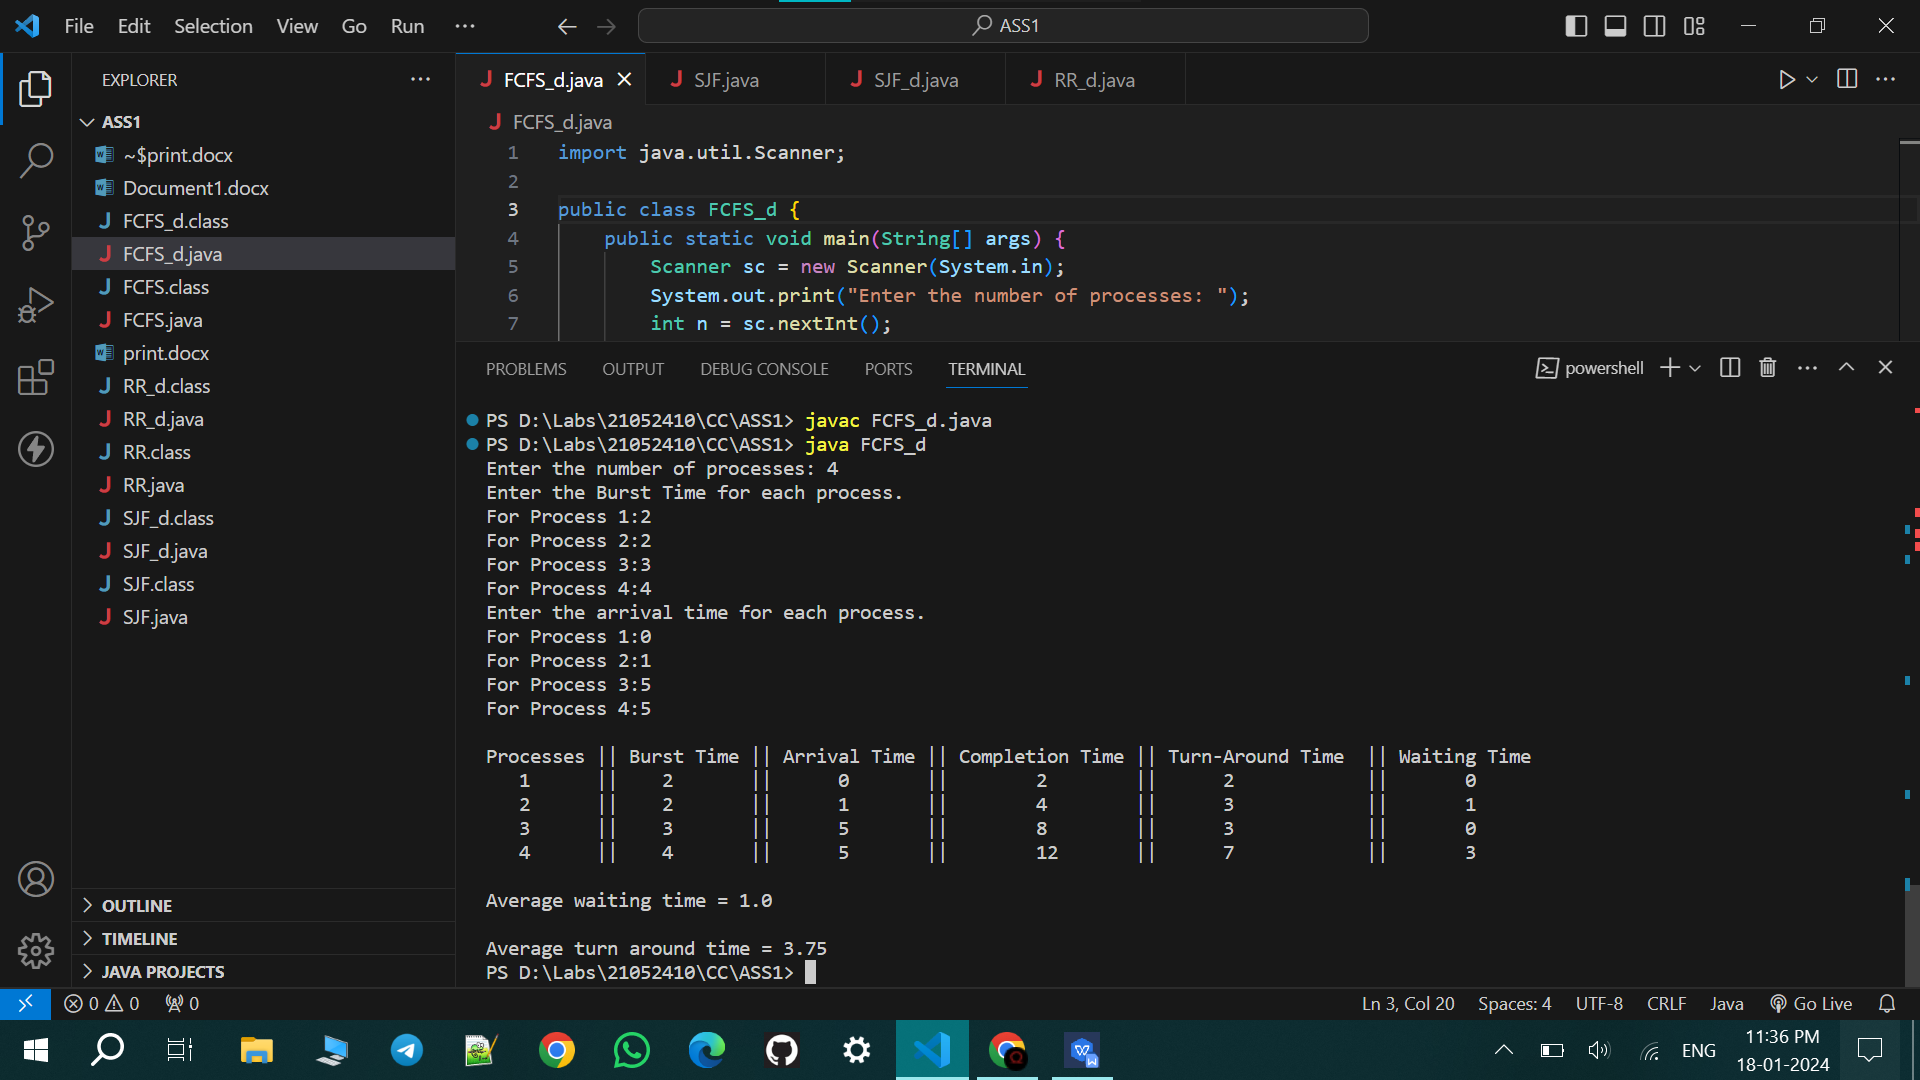 File Edit Selection View Go Run ···
ASS1
EXPLORER ···
ASS1
~$print.docx
Document1.docx
FCFS_d.class
FCFS_d.java
FCFS.class
FCFS.java
print.docx
RR_d.class
RR_d.java
RR.class
RR.java
SJF_d.class
SJF_d.java
SJF.class
SJF.java
OUTLINE
TIMELINE
JAVA PROJECTS
FCFS_d.java SJF.java SJF_d.java RR_d.java
FCFS_d.java
1 import java.util.Scanner;
2
3 public class FCFS_d {
4 public static void main(String[] args) {
5 Scanner sc = new Scanner(System.in);
6 System.out.print("Enter the number of processes: ");
7 int n = sc.nextInt();
PROBLEMS OUTPUT DEBUG CONSOLE PORTS TERMINAL powershell
PS D:\Labs\21052410\CC\ASS1> javac FCFS_d.java
PS D:\Labs\21052410\CC\ASS1> java FCFS_d
Enter the number of processes: 4
Enter the Burst Time for each process.
For Process 1:2
For Process 2:2
For Process 3:3
For Process 4:4
Enter the arrival time for each process.
For Process 1:0
For Process 2:1
For Process 3:5
For Process 4:5
Processes || Burst Time || Arrival Time || Completion Time || Turn-Around Time || Waiting Time
1 || 2 || 0 || 2 || 2 || 0
2 || 2 || 1 || 4 || 3 || 1
3 || 3 || 5 || 8 || 3 || 0
4 || 4 || 5 || 12 || 7 || 3
Average waiting time = 1.0
Average turn around time = 3.75
PS D:\Labs\21052410\CC\ASS1>
0 0 0 Ln 3, Col 20 Spaces: 4 UTF-8 CRLF Java Go Live
ENG
11:36 PM
18-01-2024